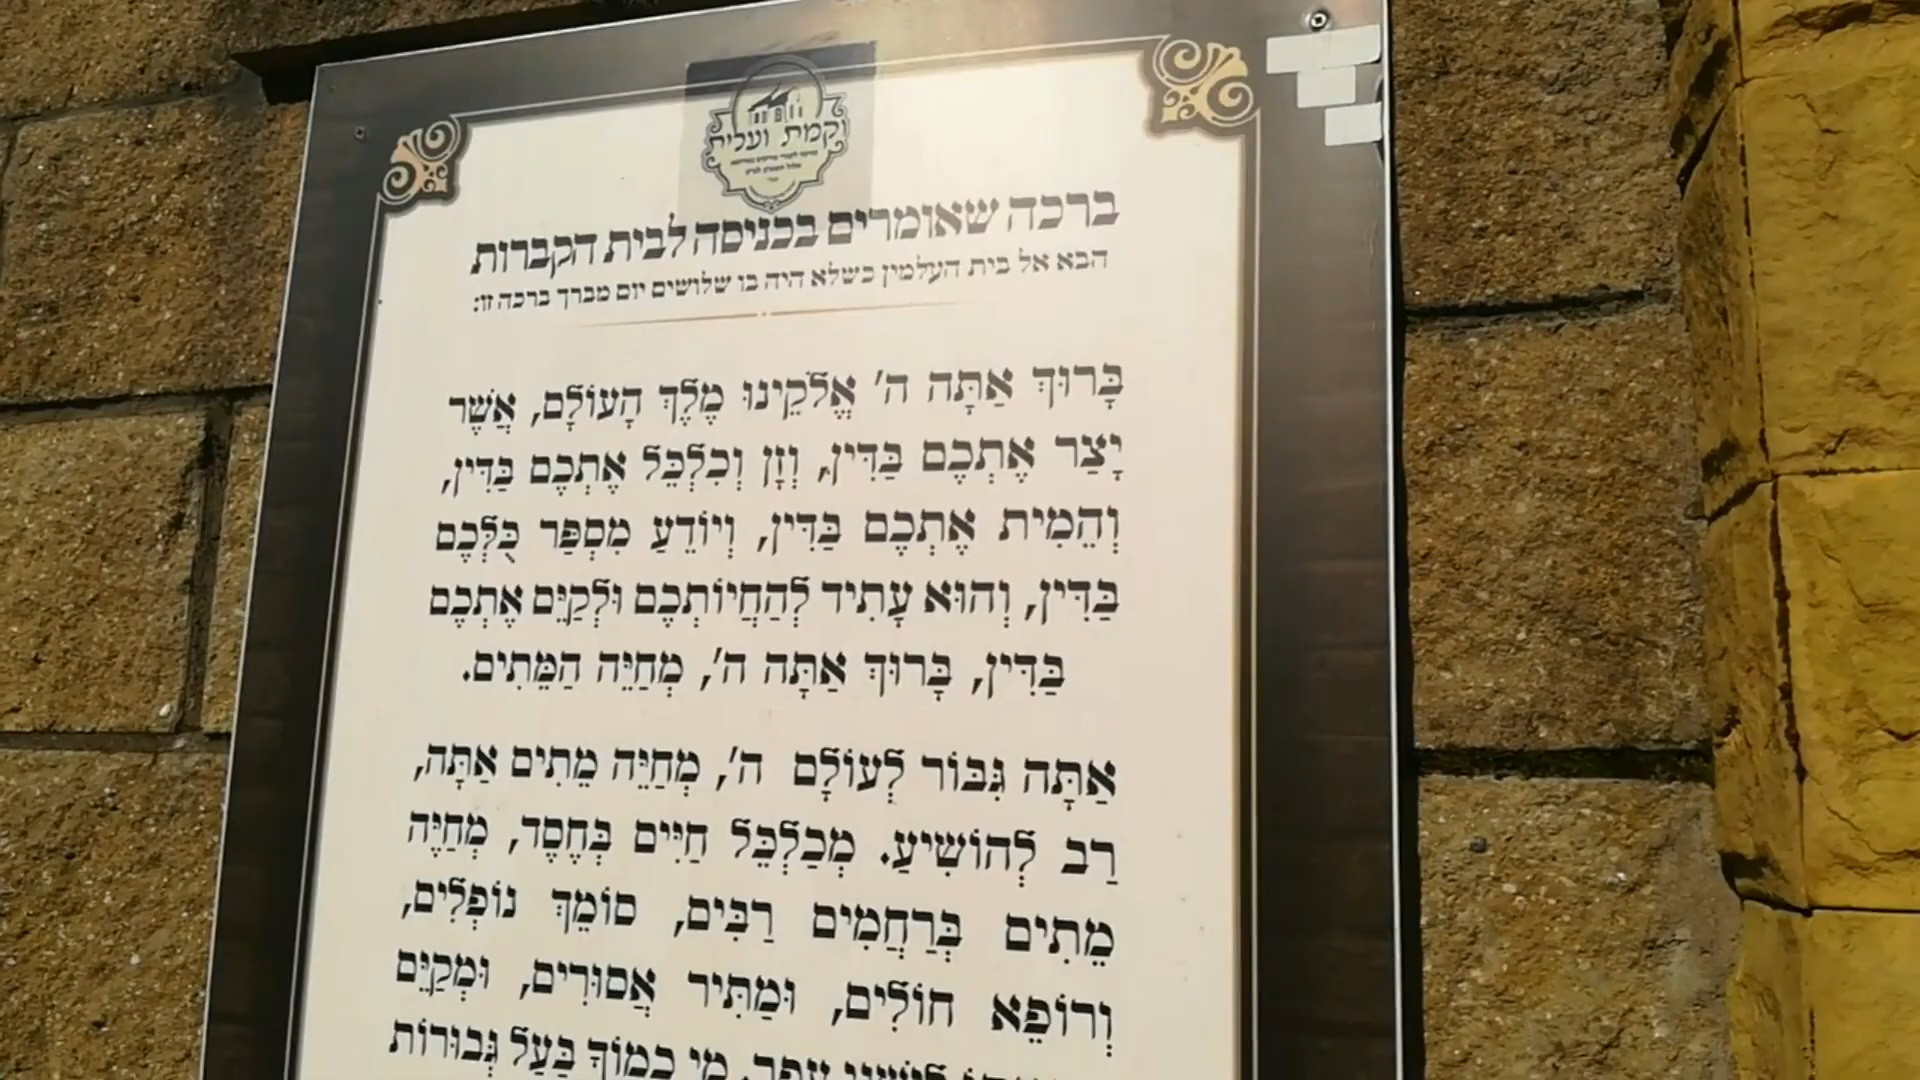 וקמת ועלית
ברכה שאומרים בכניסה לבית הקברות
הבא אל בית העלמין כשלא היה בו שלושים יום מברך ברכה זו:
בָּרוּךְ אַתָּה ה' אֱלֹקֵינוּ מֶלֶךְ הָעוֹלָם, אֲשֶׁר
יָצַר אֶתְכֶם בַּדִּין, וְזָן וְכִלְכֵּל אֶתְכֶם בַּדִּין,
וְהֵמִית אֶתְכֶם בַּדִּין, וְיוֹדֵעַ מִסְפַּר כֻּלְּכֶם
בַּדִּין, וְהוּא עָתִיד לְהַחֲיוֹתְכֶם וּלְקַיֵּם אֶתְכֶם
בַּדִּין, בָּרוּךְ אַתָּה ה', מְחַיֵּה הַמֵּתִים.
אַתָּה גִּבּוֹר לְעוֹלָם ה', מְחַיֵּה מֵתִים אַתָּה,
רַב לְהוֹשִׁיעַ. מְכַלְכֵּל חַיִּים בְּחֶסֶד, מְחַיֵּה
מֵתִים בְּרַחֲמִים רַבִּים, סוֹמֵךְ נוֹפְלִים,
וְרוֹפֵא חוֹלִים, וּמַתִּיר אֲסוּרִים, וּמְקַיֵּם
מִי כָמוֹךָ בַּעַל גְּבוּרוֹת